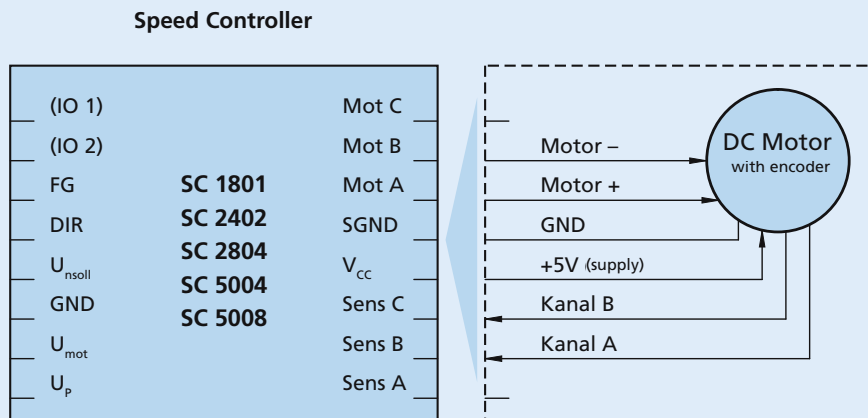 Speed Controller
(IO 1)
(IO 2)
FG
DIR
Uₙₛₒₗₗ
GND
Uₘₒₜ
U_P
SC 1801
SC 2402
SC 2804
SC 5004
SC 5008
Mot C
Mot B
Mot A
SGND
V_CC
Sens C
Sens B
Sens A
Motor –
Motor +
GND
+5V (supply)
Kanal B
Kanal A
DC Motor
with encoder